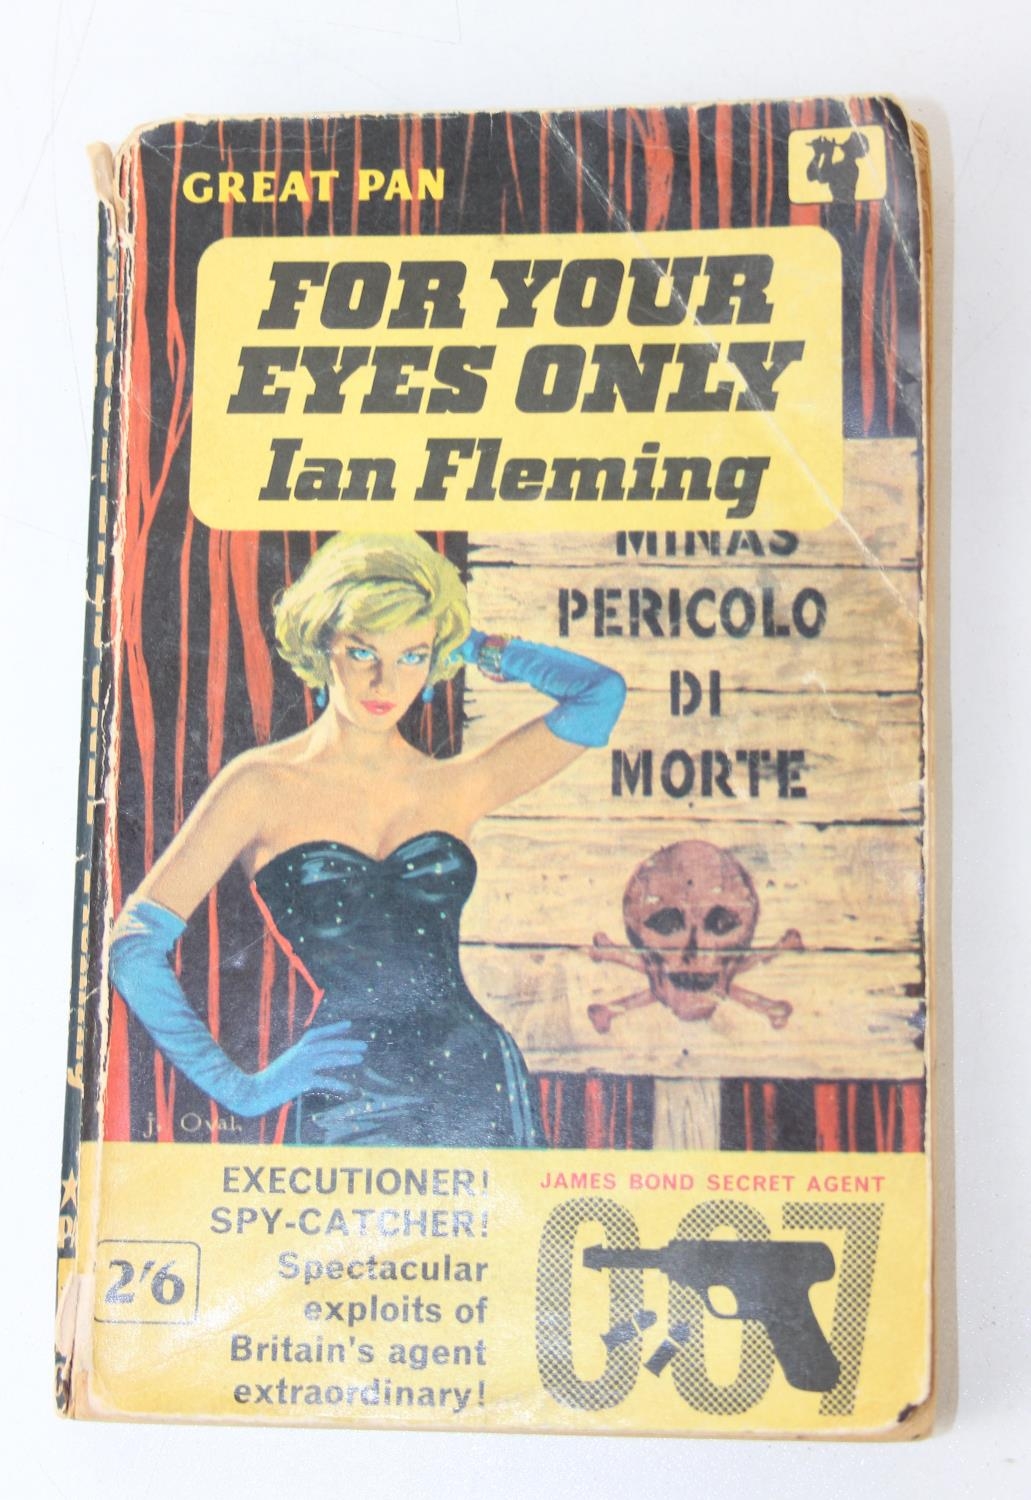 GREAT PAN
FOR YOUR
EYES ONLY
Ian Fleming
MINAS
PERICOLO
DI
MORTE
j. Oval.
EXECUTIONER!
SPY-CATCHER!
Spectacular
exploits of
Britain's agent
extraordinary!
2'/6
JAMES BOND SECRET AGENT
007